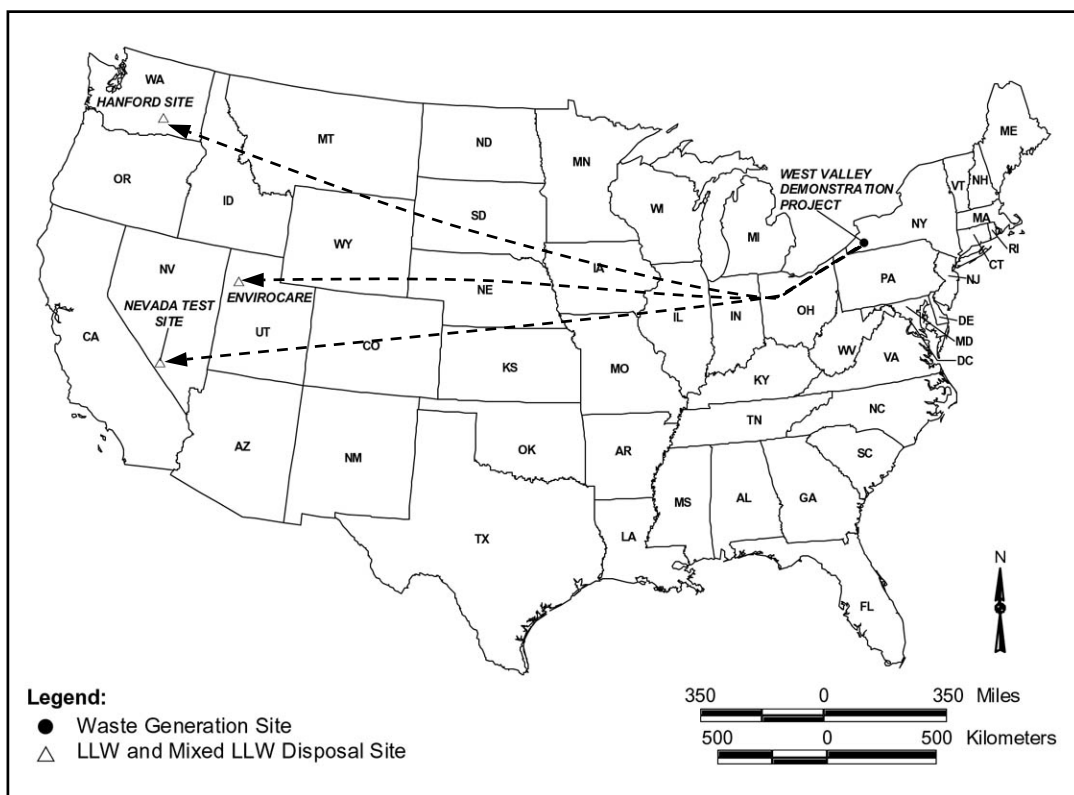 WA
HANFORD SITE
MT
ND
MN
ME
OR
ID
SD
WI
MI
WEST VALLEY
DEMONSTRATION
PROJECT
VT
NH
NY
MA
RI
CT
WY
NV
NEVADA TEST
SITE
ENVIROCARE
UT
CA
CO
NE
IA
IL
IN
OH
PA
NJ
DE
MD
DC
WV
VA
KS
MO
KY
NC
TN
AZ
NM
OK
AR
SC
MS
AL
GA
TX
LA
FL
N
Legend:
Waste Generation Site
LLW and Mixed LLW Disposal Site
350 0 350 Miles
500 0 500 Kilometers